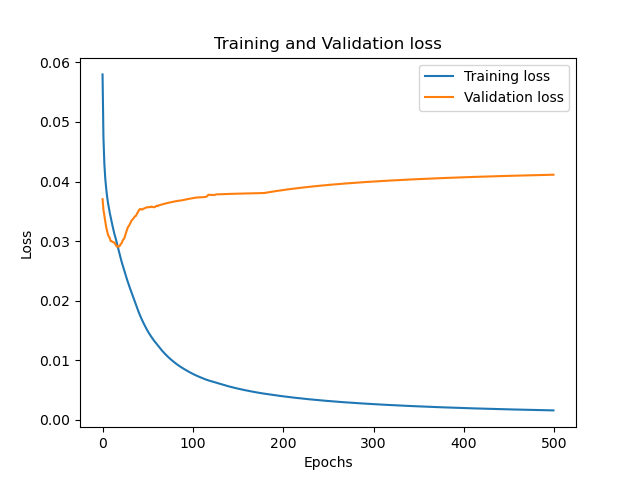 Training and Validation loss
Training loss
Validation loss
0.06
0.05
0.04
0.03
0.02
0.01
0.00
Loss
0 100 200 300 400 500
Epochs